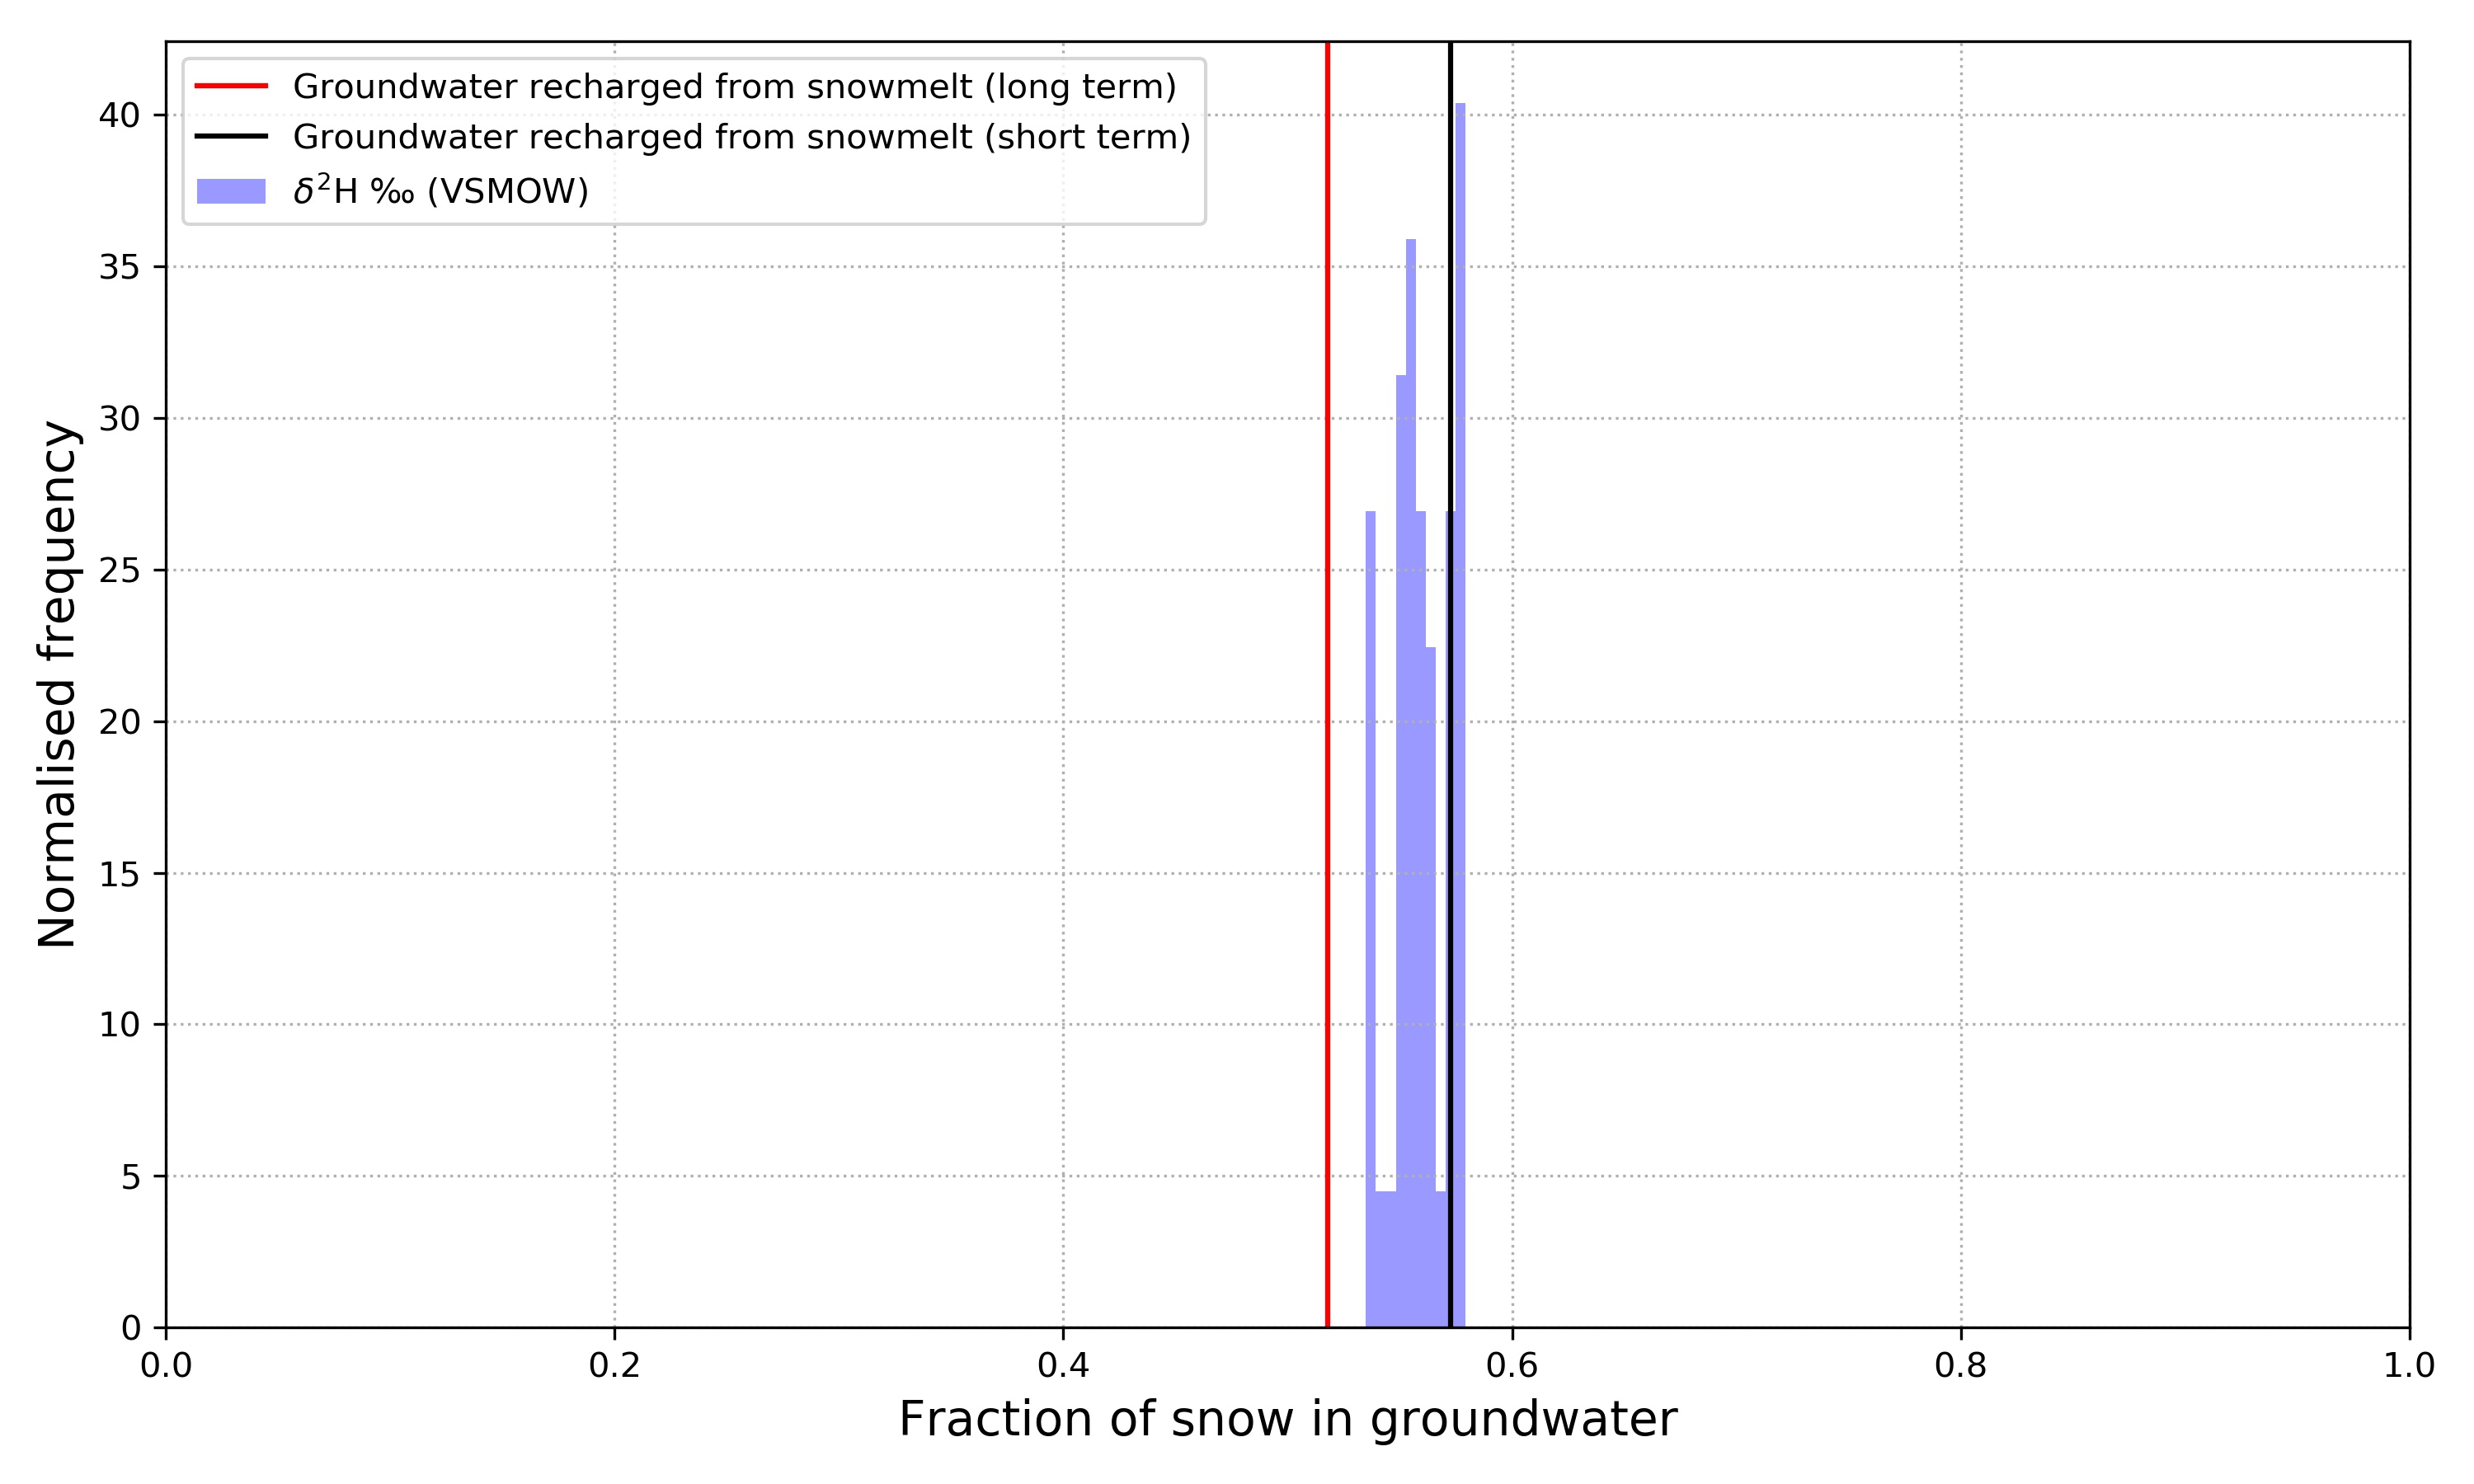 Groundwater recharged from snowmelt (long term)
Groundwater recharged from snowmelt (short term)
δ²H ‰ (VSMOW)
Normalised frequency
40
35
30
25
20
15
10
5
0
0.0 0.2 0.4 0.6 0.8 1.0
Fraction of snow in groundwater